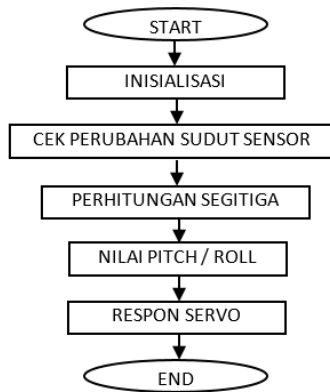 START
INISIALISASI
CEK PERUBAHAN SUDUT SENSOR
PERHITUNGAN SEGITIGA
NILAI PITCH / ROLL
RESPON SERVO
END